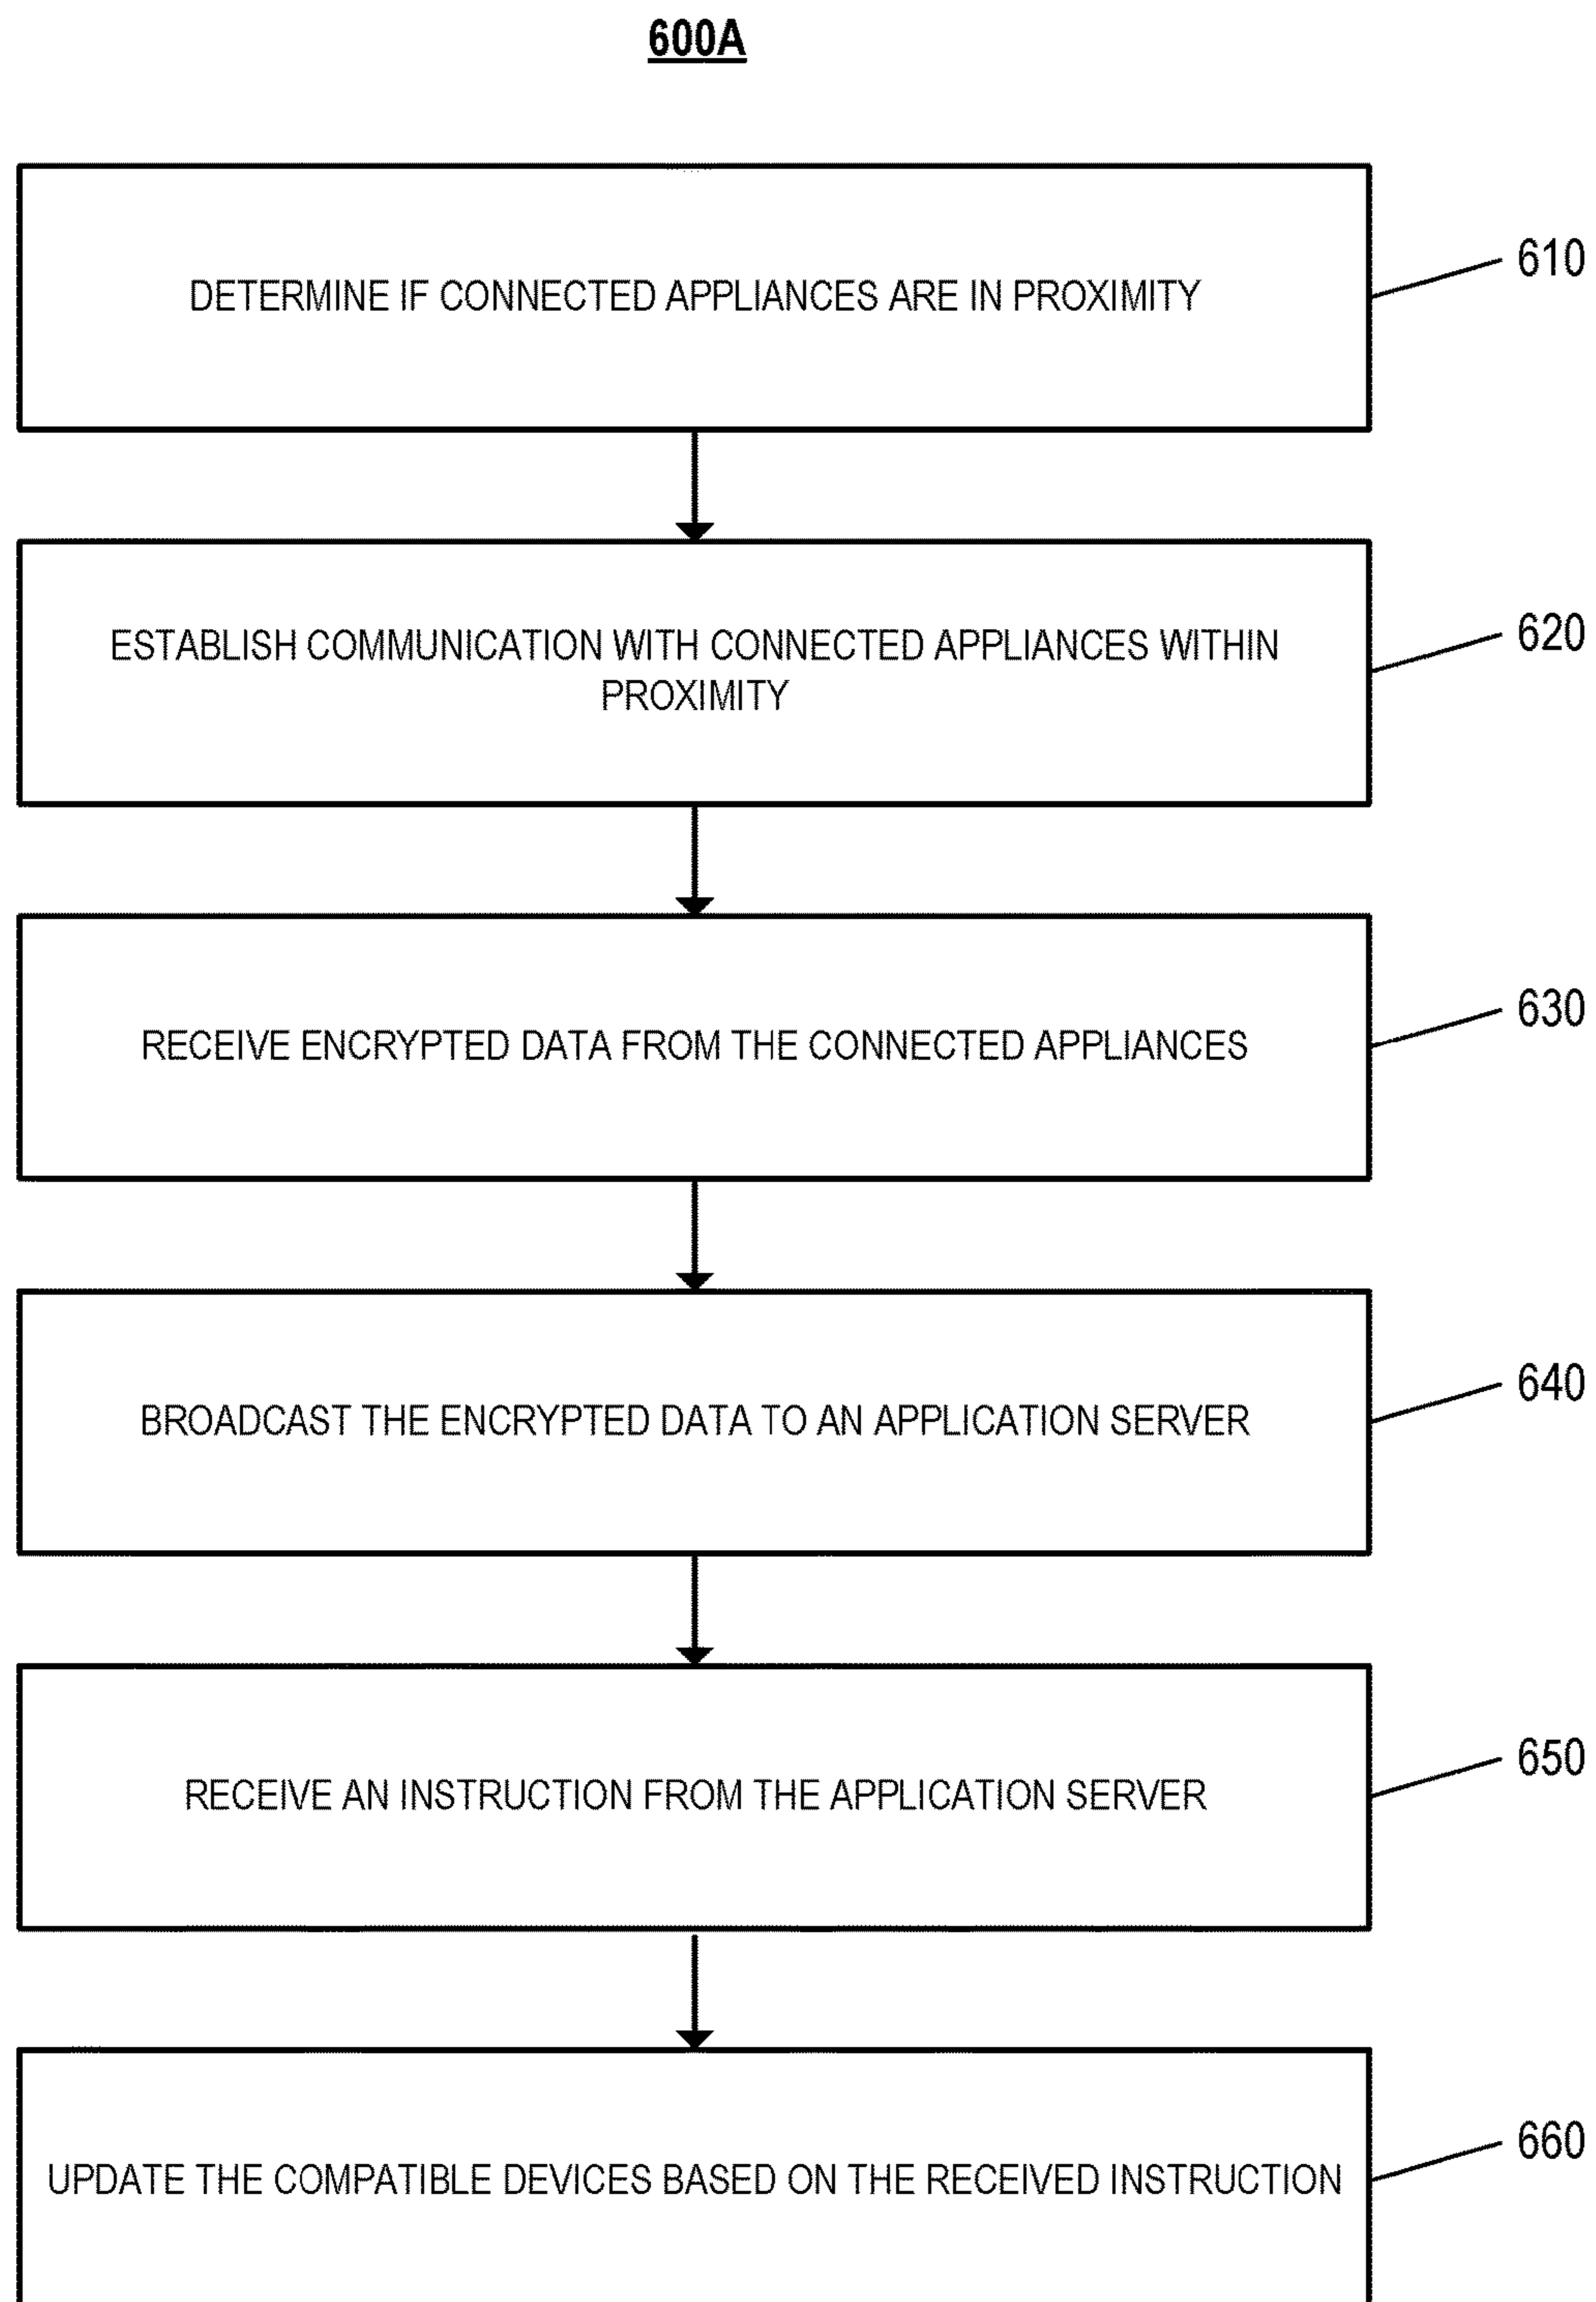 600A
DETERMINE IF CONNECTED APPLIANCES ARE IN PROXIMITY
610
ESTABLISH COMMUNICATION WITH CONNECTED APPLIANCES WITHIN
PROXIMITY
620
RECEIVE ENCRYPTED DATA FROM THE CONNECTED APPLIANCES
630
BROADCAST THE ENCRYPTED DATA TO AN APPLICATION SERVER
640
RECEIVE AN INSTRUCTION FROM THE APPLICATION SERVER
650
UPDATE THE COMPATIBLE DEVICES BASED ON THE RECEIVED INSTRUCTION
660